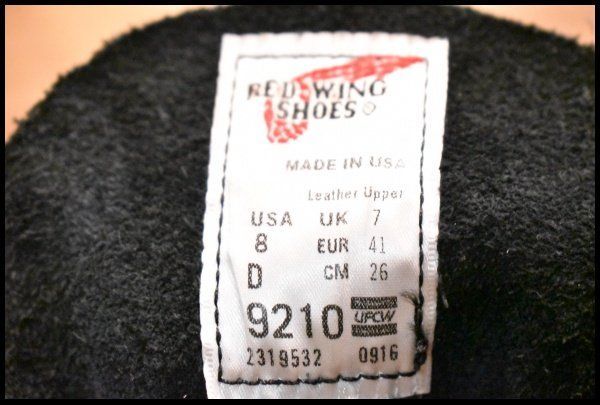 RED WING
SHOES
MADE IN USA
Leather Upper
USA UK 7
8 EUR 41
D CM 26
9210 UFCW
2319532 0916